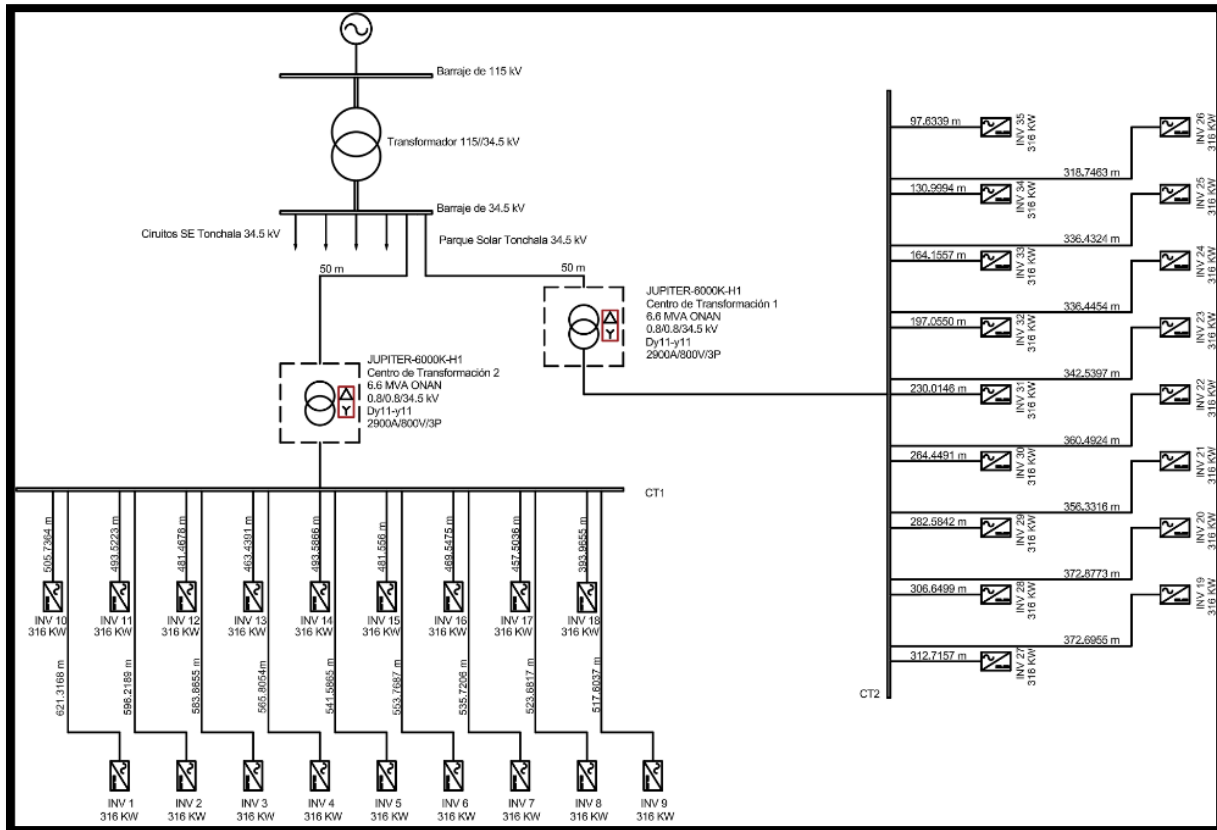 Barraje de 115 kV
Transformador 115//34.5 kV
Barraje de 34.5 kV
Ciruitos SE Tonchala 34.5 kV
Parque Solar Tonchala 34.5 kV
50 m
50 m
JUPITER-6000K-H1
Centro de Transformación 1
6.6 MVA ONAN
0.8/0.8/34.5 kV
Dy11-y11
2900A/800V/3P
JUPITER-6000K-H1
Centro de Transformación 2
6.6 MVA ONAN
0.8/0.8/34.5 kV
Dy11-y11
2900A/800V/3P
CT1
505.7364 m
493.5223 m
481.4678 m
463.4391 m
493.5866 m
481.556 m
469.5475 m
457.5036 m
393.9655 m
INV 10
316 KW
INV 11
316 KW
INV 12
316 KW
INV 13
316 KW
INV 14
316 KW
INV 15
316 KW
INV 16
316 KW
INV 17
316 KW
INV 18
316 KW
621.3168 m
596.2189 m
583.8655 m
565.8054m
541.5865 m
553.7687 m
535.7206 m
523.6817 m
517.6037 m
INV 1
316 KW
INV 2
316 KW
INV 3
316 KW
INV 4
316 KW
INV 5
316 KW
INV 6
316 KW
INV 7
316 KW
INV 8
316 KW
INV 9
316 KW
97.6339 m
INV 35
316 KW
INV 26
316 KW
318.7463 m
130.9994 m
INV 34
316 KW
INV 25
316 KW
336.4324 m
164.1557 m
INV 33
316 KW
INV 24
316 KW
336.4454 m
197.0550 m
INV 32
316 KW
INV 23
316 KW
342.5397 m
230.0146 m
INV 31
316 KW
INV 22
316 KW
360.4924 m
264.4491 m
INV 30
316 KW
INV 21
316 KW
356.3316 m
282.5842 m
INV 29
316 KW
INV 20
316 KW
372.8773 m
306.6499 m
INV 28
316 KW
INV 19
316 KW
372.6955 m
312.7157 m
INV 27
316 KW
CT2